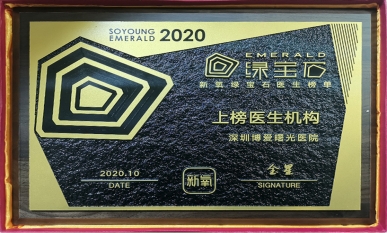 SOYOUNG
EMERALD 2020
EMERALD
绿宝石
新氧绿宝石医生榜单
上榜医生机构
深圳博爱曙光医院
2020.10
DATE
新氧
金星
SIGNATURE